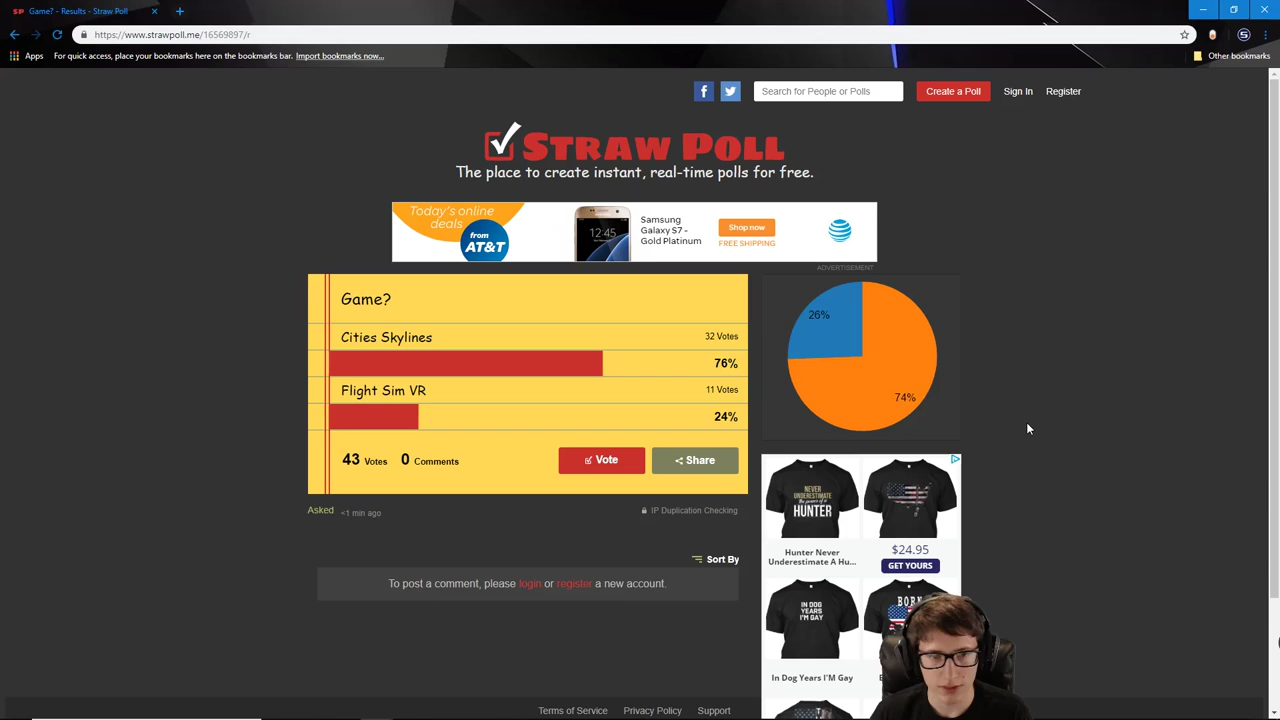 Game? - Results - Straw Poll
https://www.strawpoll.me/16569897/r
Apps For quick access, place your bookmarks here on the bookmarks bar. Import bookmarks now...
Other bookmarks
Search for People or Polls
Create a Poll
Sign In
Register
STRAW POLL
The place to create instant, real-time polls for free.
Today's online
deals
from
AT&T
12:45
Samsung
Galaxy S7 -
Gold Platinum
Shop now
FREE SHIPPING
ADVERTISEMENT
Game?
Cities Skylines 32 Votes
76%
Flight Sim VR 11 Votes
24%
43 Votes 0 Comments
Vote
Share
26%
74%
Asked <1 min ago
IP Duplication Checking
Sort By
To post a comment, please login or register a new account.
NEVER
UNDERESTIMATE
HUNTER
Hunter Never
Underestimate A Hu...
$24.95
GET YOURS
IN DOG
YEARS
I'M GAY
BORN
In Dog Years I'M Gay
Terms of Service Privacy Policy Support